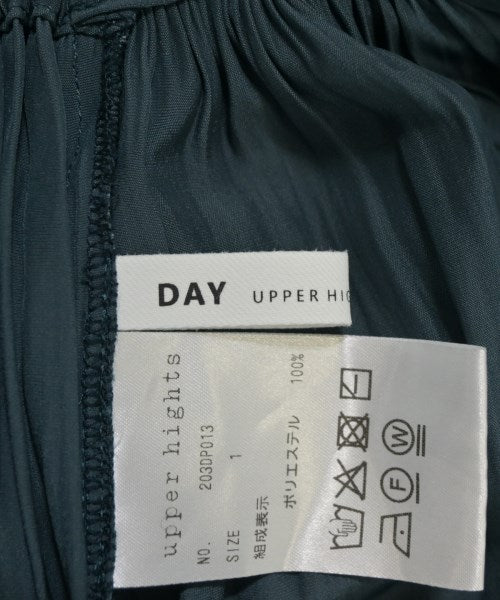 DAY UPPER HIG
upper hights
NO. 203DP013
SIZE 1
組成表示
ポリエステル 100%
W
F